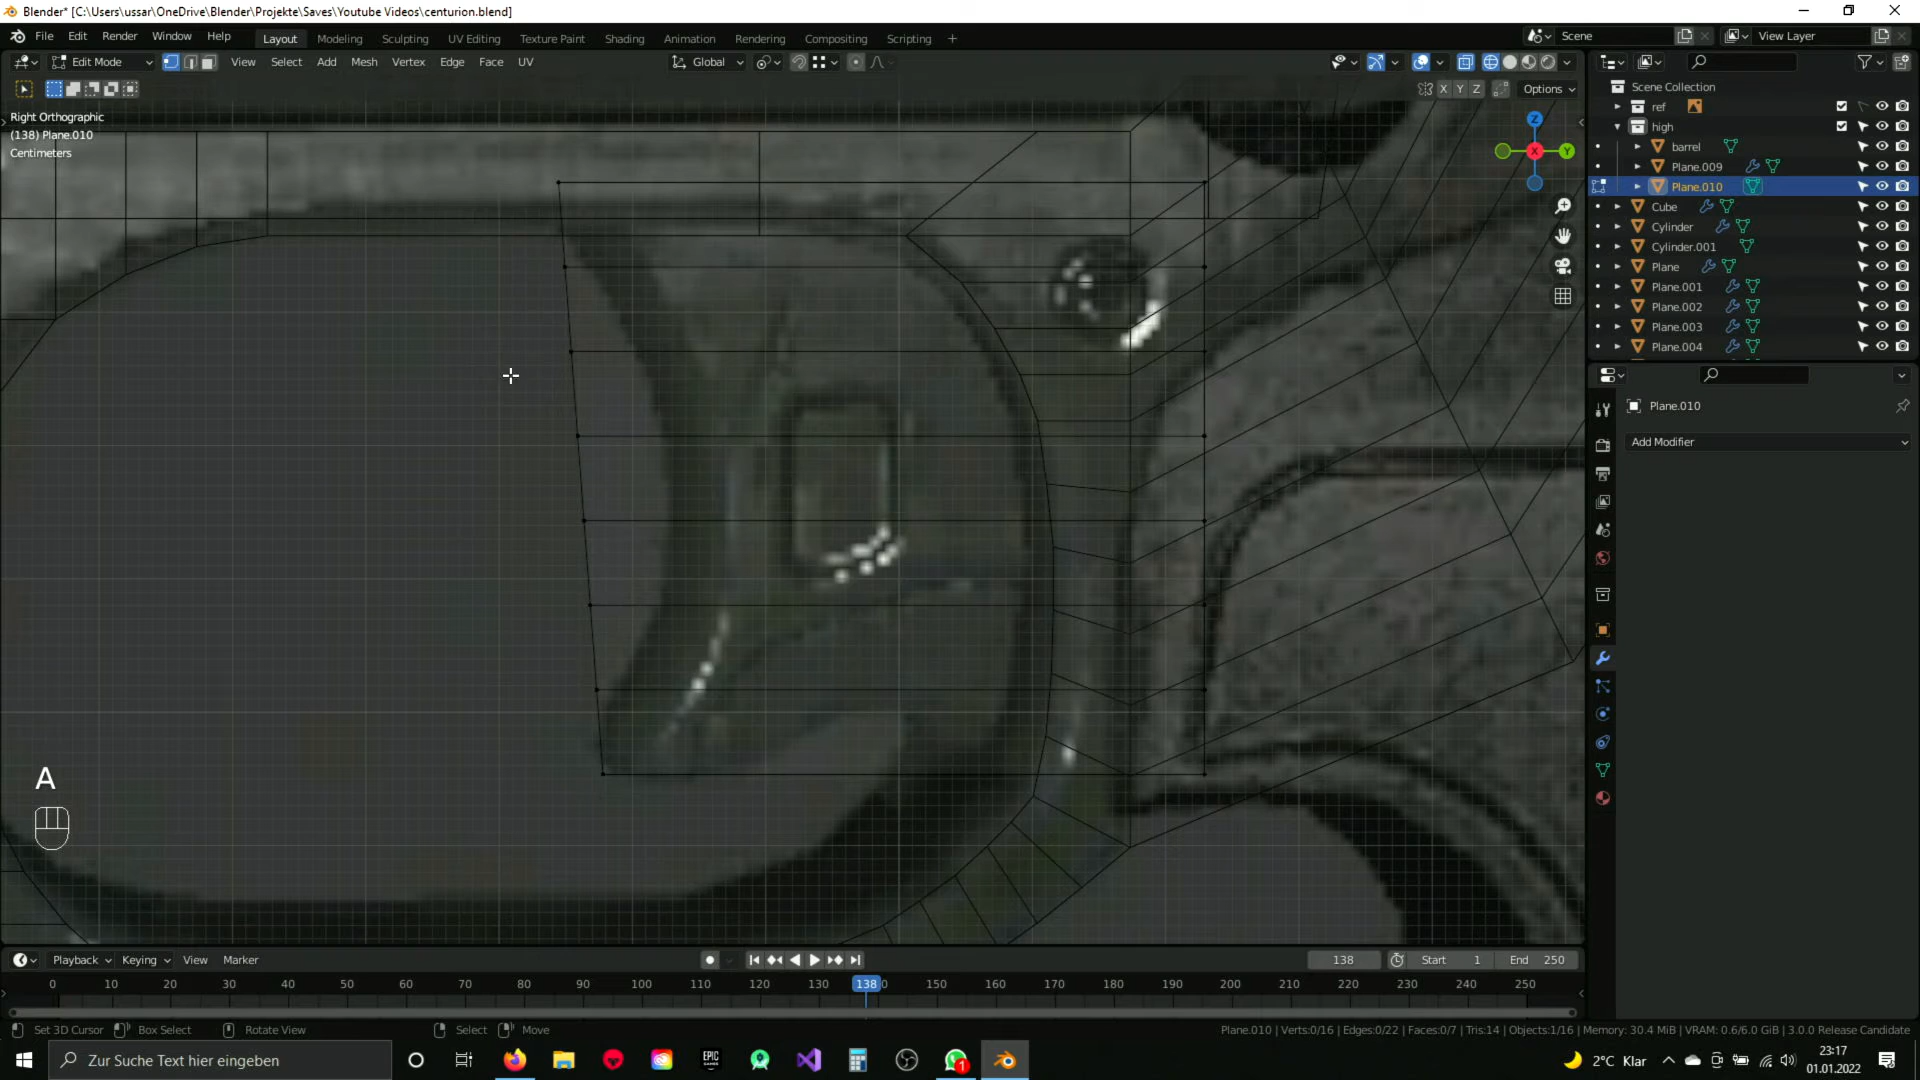 Blender* [C:\Users\ussar\OneDrive\Blender\Projekte\Saves\Youtube Videos\centurion.blend]
File Edit Render Window Help Layout Modeling Sculpting UV Editing Texture Paint Shading Animation Rendering Compositing Scripting + Scene View Layer
Edit Mode View Select Add Mesh Vertex Edge Face UV Global
X Y Z Options
Right Orthographic
(138) Plane.010
Centimeters
Z
X
Y
Scene Collection
ref
high
barrel
Plane.009
Plane.010
Cube
Cylinder
Cylinder.001
Plane
Plane.001
Plane.002
Plane.003
Plane.004
Plane.010
Add Modifier
A
Playback Keying View Marker 138 Start 1 End 250
0 10 20 30 40 50 60 70 80 90 100 110 120 130 138 0 150 160 170 180 190 200 210 220 230 240 250
Set 3D Cursor Box Select Rotate View Select Move Plane.010 | Verts:0/16 | Edges:0/22 | Faces:0/7 | Tris:14 | Objects:1/16 | Memory: 30.4 MiB | VRAM: 0.6/6.0 GiB | 3.0.0 Release Candidate
Zur Suche Text hier eingeben
EPIC GAMES
1
2°C Klar
23:17
01.01.2022